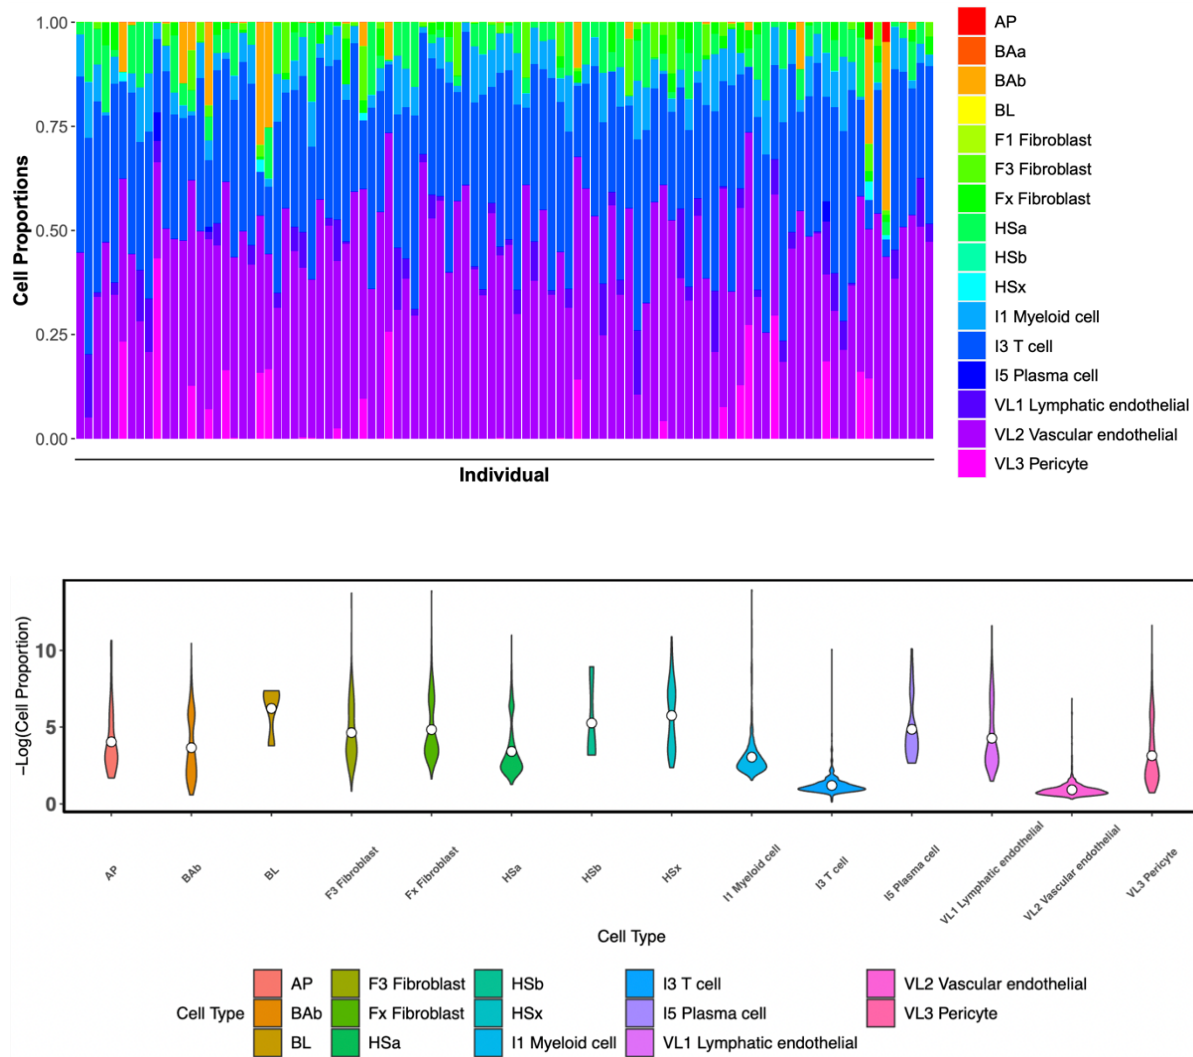 Cell Proportions
1.00
0.75
0.50
0.25
0.00
Individual
AP
BAa
BAb
BL
F1 Fibroblast
F3 Fibroblast
Fx Fibroblast
HSa
HSb
HSx
I1 Myeloid cell
I3 T cell
I5 Plasma cell
VL1 Lymphatic endothelial
VL2 Vascular endothelial
VL3 Pericyte
−Log(Cell Proportion)
10
5
0
AP
BAb
BL
F3 Fibroblast
Fx Fibroblast
HSa
HSb
HSx
I1 Myeloid cell
I3 T cell
I5 Plasma cell
VL1 Lymphatic endothelial
VL2 Vascular endothelial
VL3 Pericyte
Cell Type
Cell Type
AP
BAb
BL
F3 Fibroblast
Fx Fibroblast
HSa
HSb
HSx
I1 Myeloid cell
I3 T cell
I5 Plasma cell
VL1 Lymphatic endothelial
VL2 Vascular endothelial
VL3 Pericyte